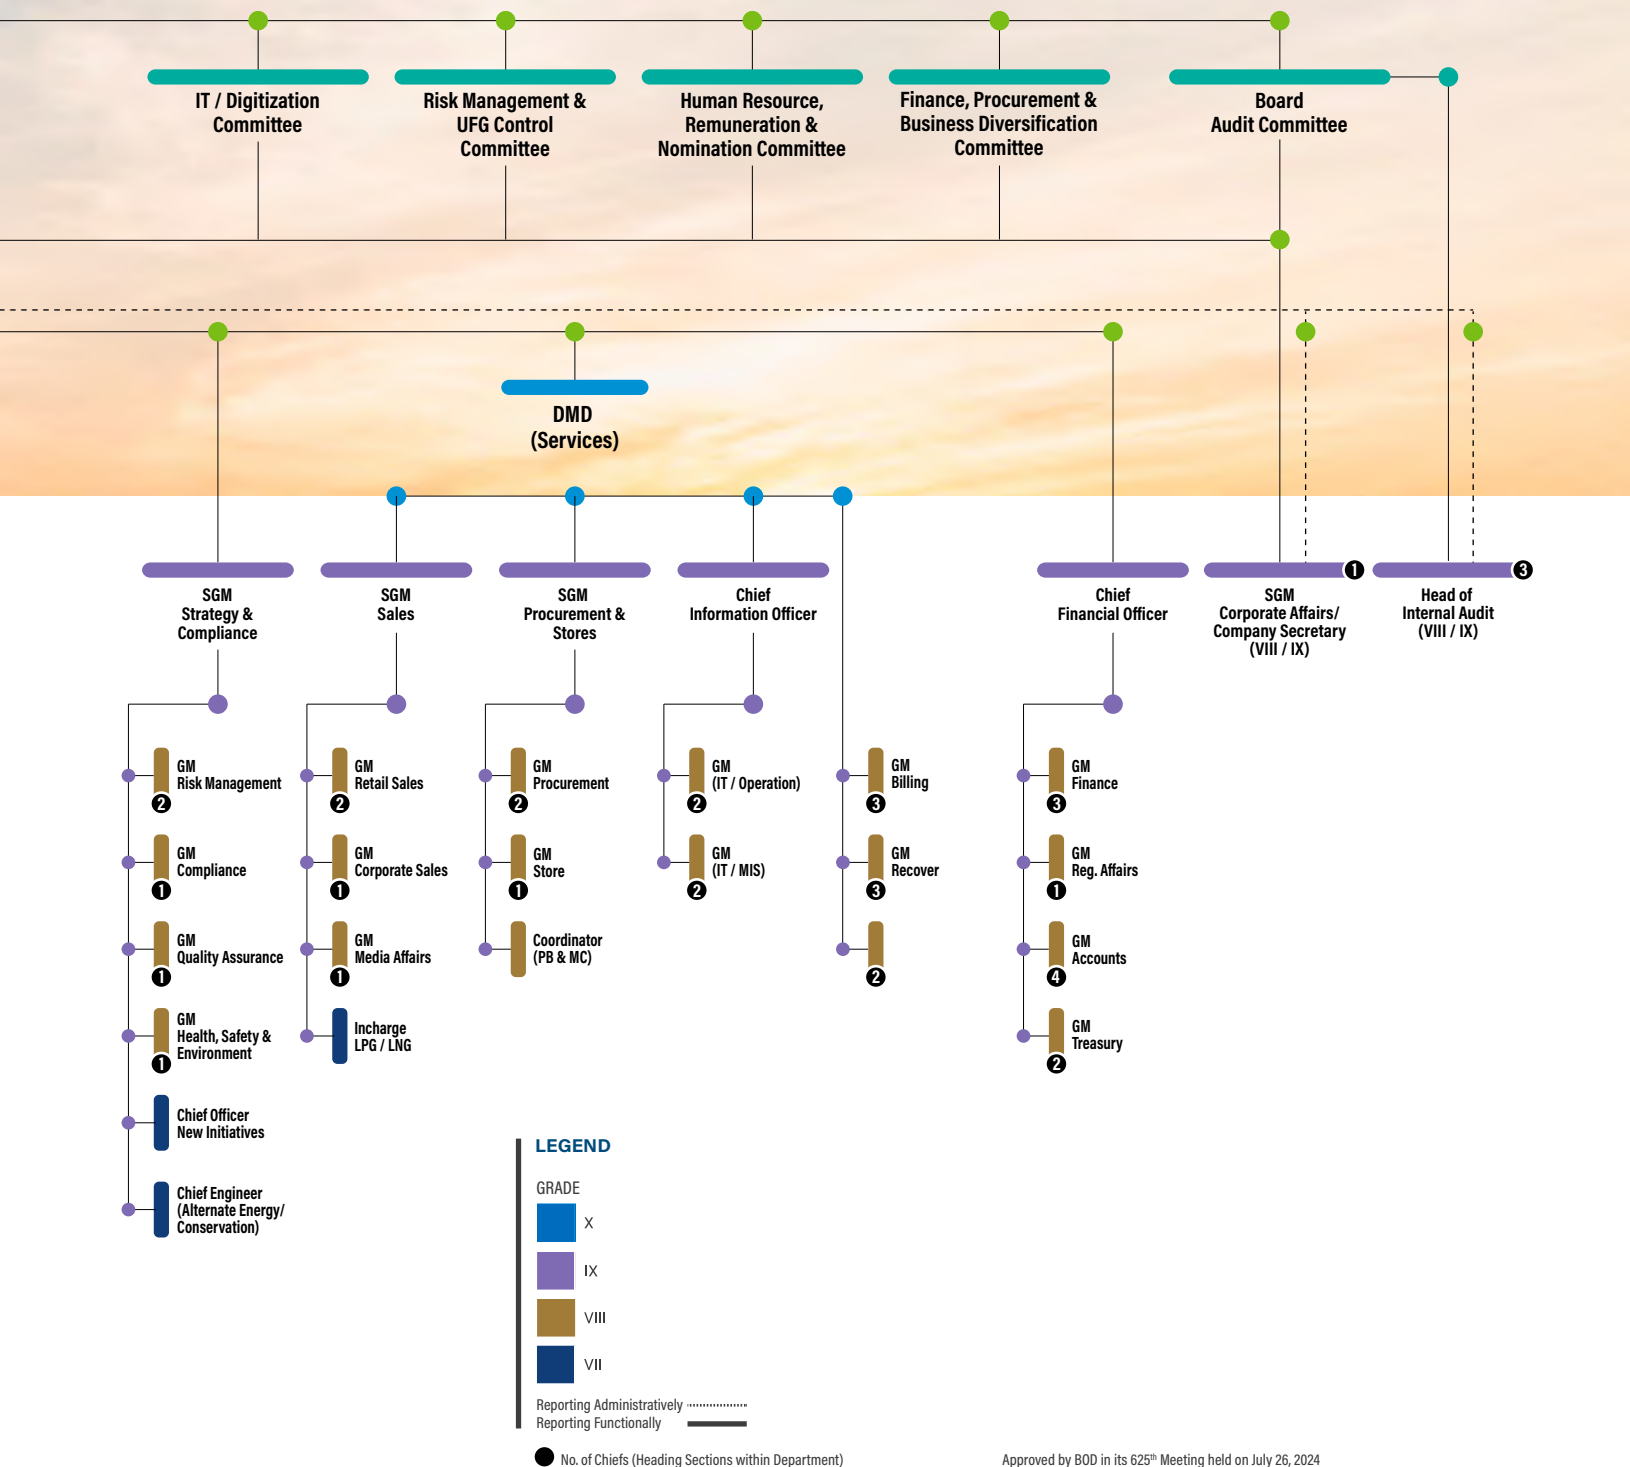 IT / Digitization
Committee
Risk Management &
UFG Control
Committee
Human Resource,
Remuneration &
Nomination Committee
Finance, Procurement &
Business Diversification
Committee
Board
Audit Committee
DMD
(Services)
SGM
Strategy &
Compliance
SGM
Sales
SGM
Procurement &
Stores
Chief
Information Officer
Chief
Financial Officer
1
SGM
Corporate Affairs/
Company Secretary
(VIII / IX)
3
Head of
Internal Audit
(VIII / IX)
GM
Risk Management
2
GM
Compliance
1
GM
Quality Assurance
1
GM
Health, Safety &
Environment
1
Chief Officer
New Initiatives
Chief Engineer
(Alternate Energy/
Conservation)
GM
Retail Sales
2
GM
Corporate Sales
1
GM
Media Affairs
1
Incharge
LPG / LNG
GM
Procurement
2
GM
Store
1
Coordinator
(PB & MC)
GM
(IT / Operation)
2
GM
(IT / MIS)
2
GM
Billing
3
GM
Recover
3
2
GM
Finance
3
GM
Reg. Affairs
1
GM
Accounts
4
GM
Treasury
2
LEGEND
GRADE
X
IX
VIII
VII
Reporting Administratively
Reporting Functionally
No. of Chiefs (Heading Sections within Department)
Approved by BOD in its 625th Meeting held on July 26, 2024